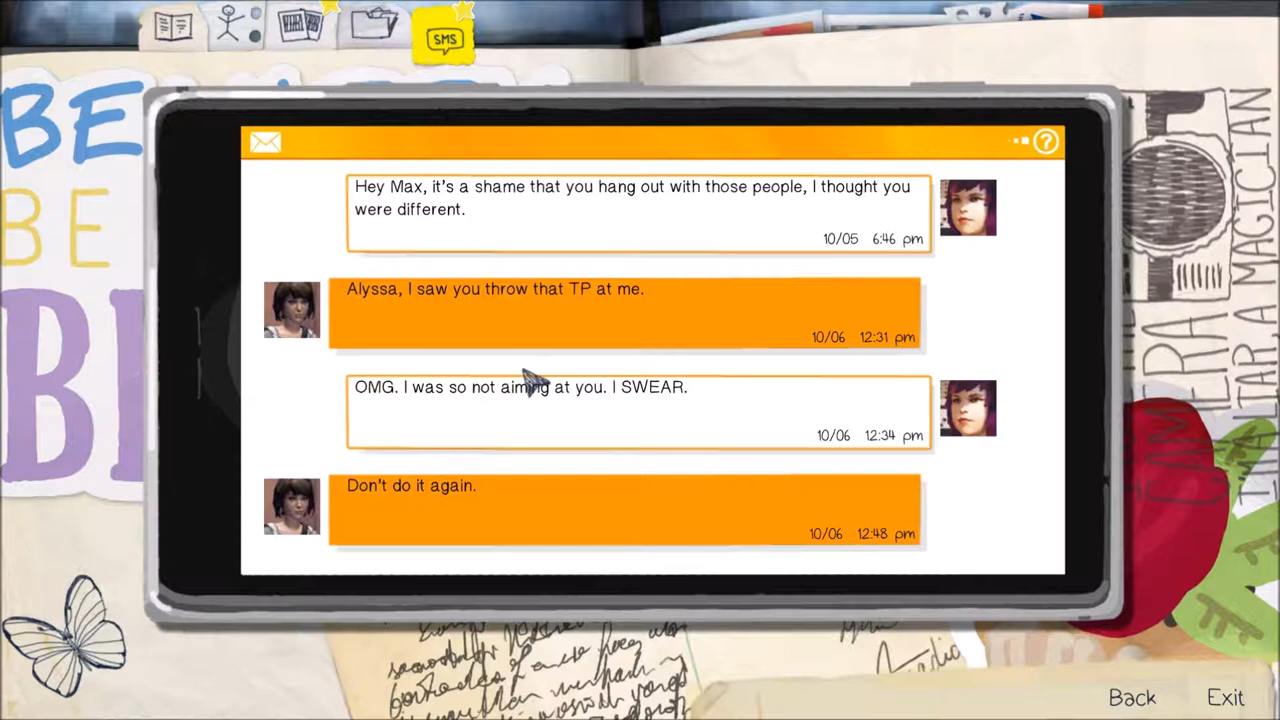 SMS
BE
BE
Hey Max, it's a shame that you hang out with those people, I thought you
were different.
10/05 6:46 pm
Alyssa, I saw you throw that TP at me.
10/06 12:31 pm
OMG. I was so not aiming at you. I SWEAR.
10/06 12:34 pm
Don't do it again.
10/06 12:48 pm
CAMERA
MAGICIAN
Back Exit